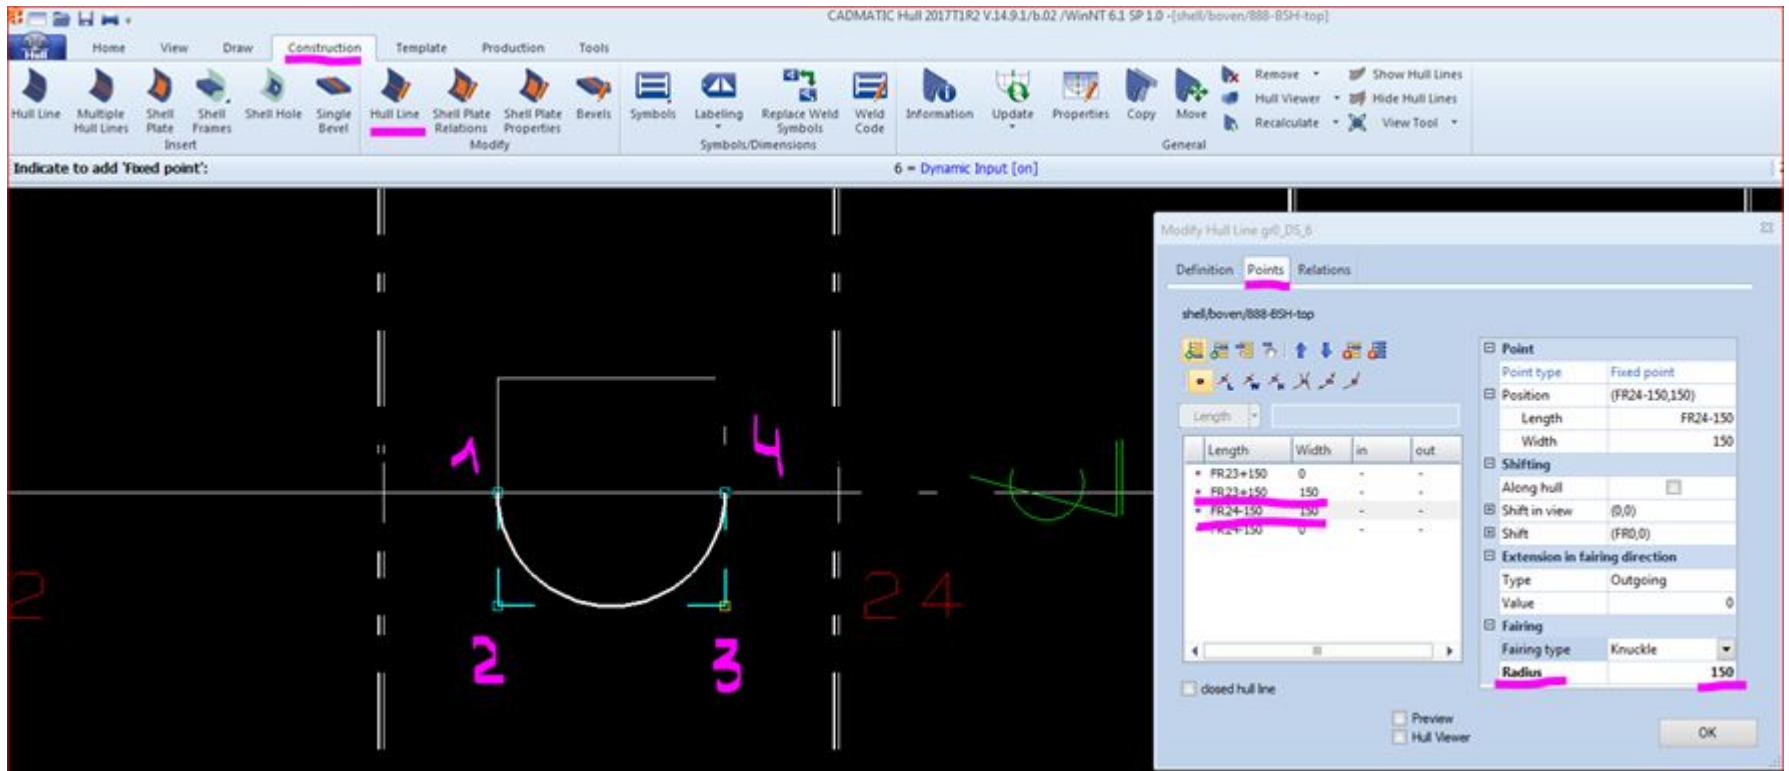 CADMATIC Hull 2017T1R2 V.14.9.1/b.02 /WinNT 6.1 SP 1.0 -[shell/boven/888-BSH-top]
Hull
Home View Draw Construction Template Production Tools
Hull Line
Multiple Hull Lines
Shell Plate
Shell Frames
Shell Hole
Single Bevel
Hull Line
Shell Plate Relations
Shell Plate Properties
Bevels
Symbols
Labeling
Replace Weld Symbols
Weld Code
Information
Update
Properties
Copy
Move
Remove
Hull Viewer
Recalculate
Show Hull Lines
Hide Hull Lines
View Tool
Insert
Modify
Symbols/Dimensions
General
Indicate to add 'Fixed point': 6 = Dynamic Input [on]
1
4
2
3
2
24
Modify Hull Line gr0_DS_6
Definition Points Relations
shell/boven/888-BSH-top
Length
Length Width in out
FR23+150 0 - -
FR23+150 150 - -
FR24-150 150 - -
FR24-150 0 - -
closed hull line
Point
Point type Fixed point
Position (FR24-150,150)
Length FR24-150
Width 150
Shifting
Along hull
Shift in view (0,0)
Shift (FR0,0)
Extension in fairing direction
Type Outgoing
Value 0
Fairing
Fairing type Knuckle
Radius 150
Preview
Hull Viewer
OK